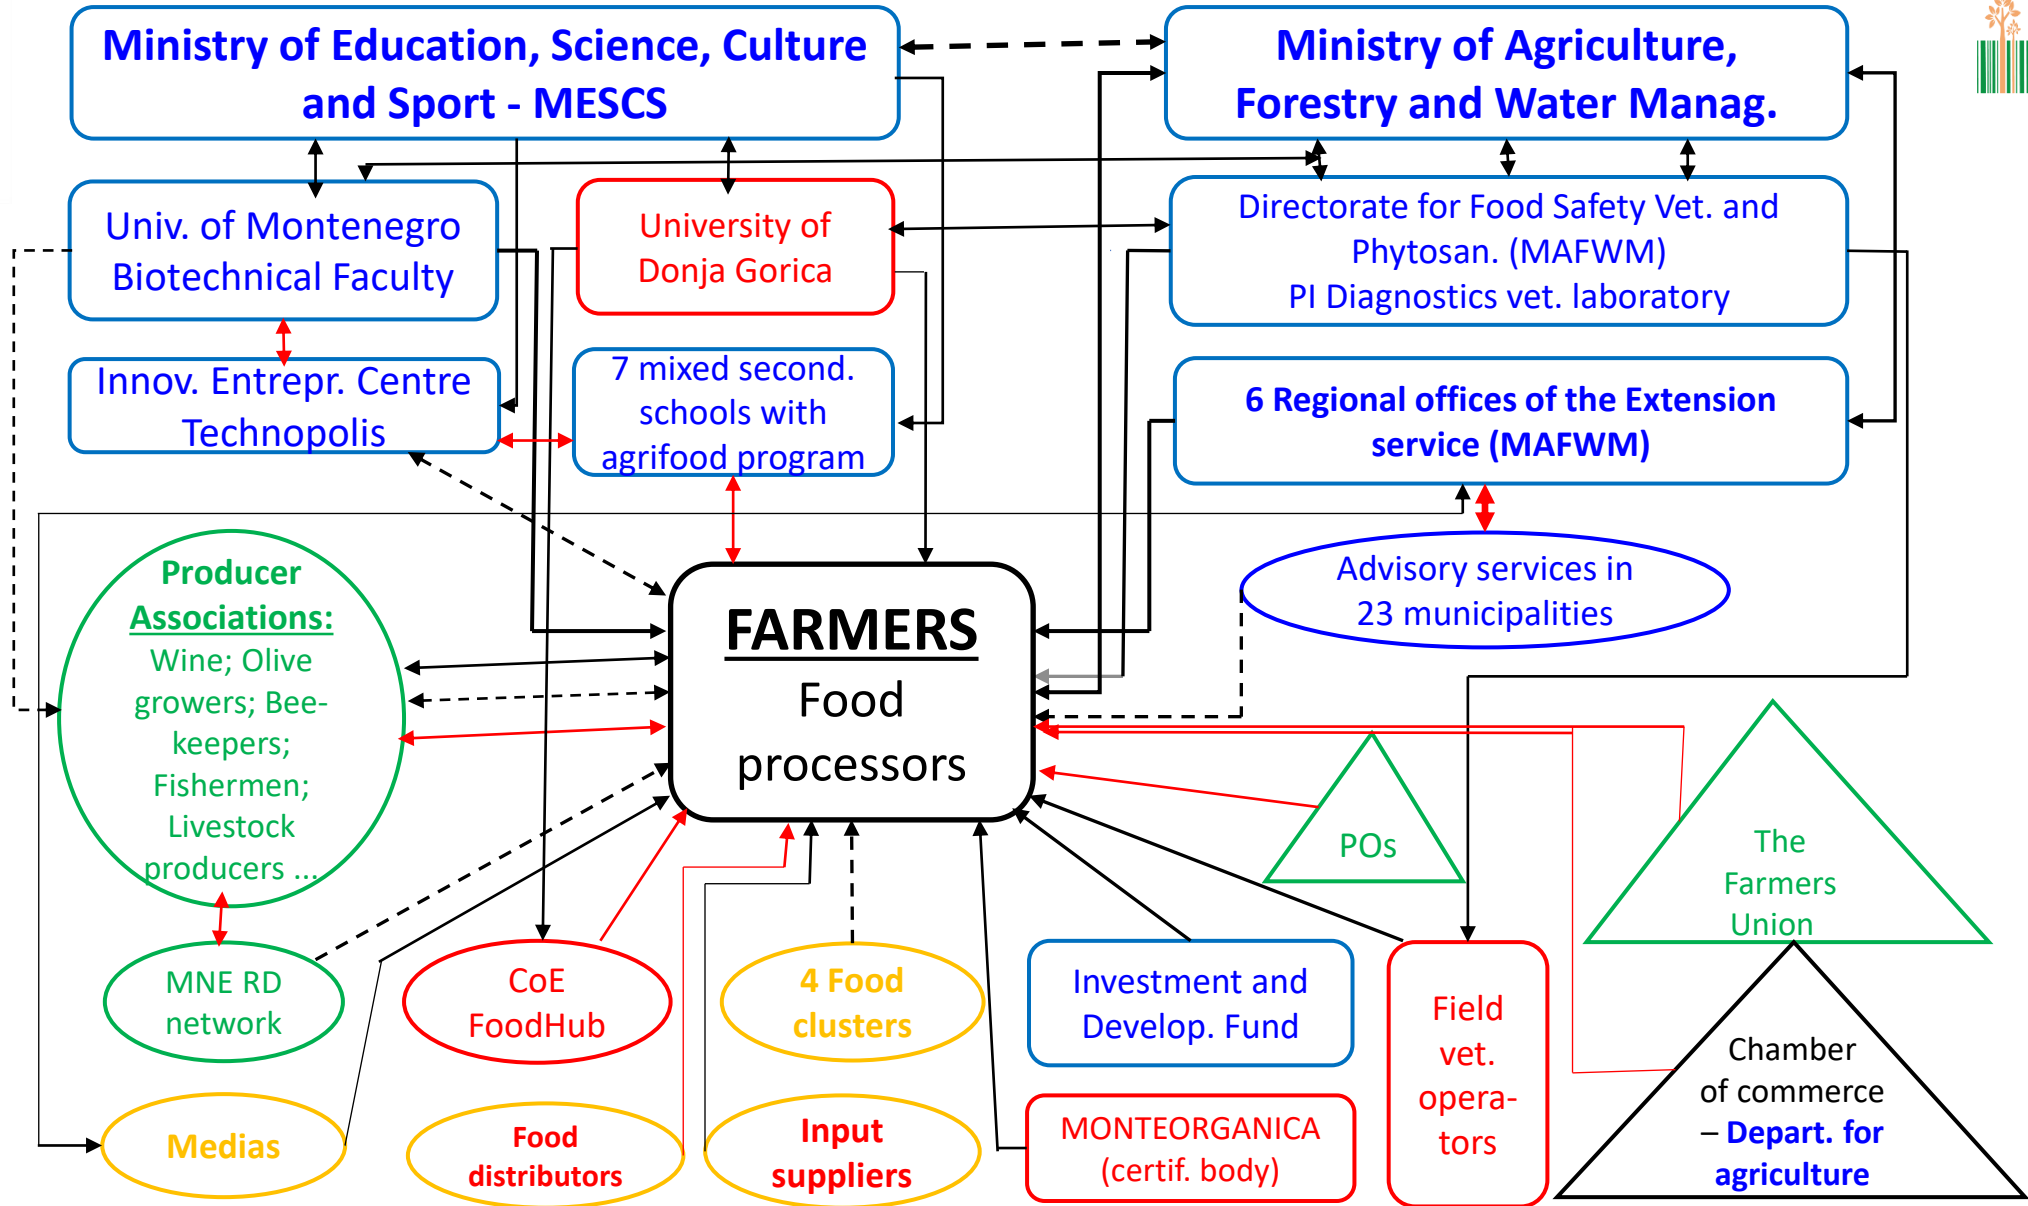 Ministry of Education, Science, Culture
and Sport - MESCS
Ministry of Agriculture,
Forestry and Water Manag.
Univ. of Montenegro
Biotechnical Faculty
University of
Donja Gorica
Directorate for Food Safety Vet. and
Phytosan. (MAFWM)
PI Diagnostics vet. laboratory
Innov. Entrepr. Centre
Technopolis
7 mixed second.
schools with
agrifood program
6 Regional offices of the Extension
service (MAFWM)
Producer
Associations:
Wine; Olive
growers; Bee-
keepers;
Fishermen;
Livestock
producers ...
FARMERS
Food
processors
Advisory services in
23 municipalities
POs
The
Farmers
Union
MNE RD
network
CoE
FoodHub
4 Food
clusters
Investment and
Develop. Fund
Field
vet.
opera-
tors
Chamber
of commerce
– Depart. for
agriculture
Medias
Food
distributors
Input
suppliers
MONTEORGANICA
(certif. body)